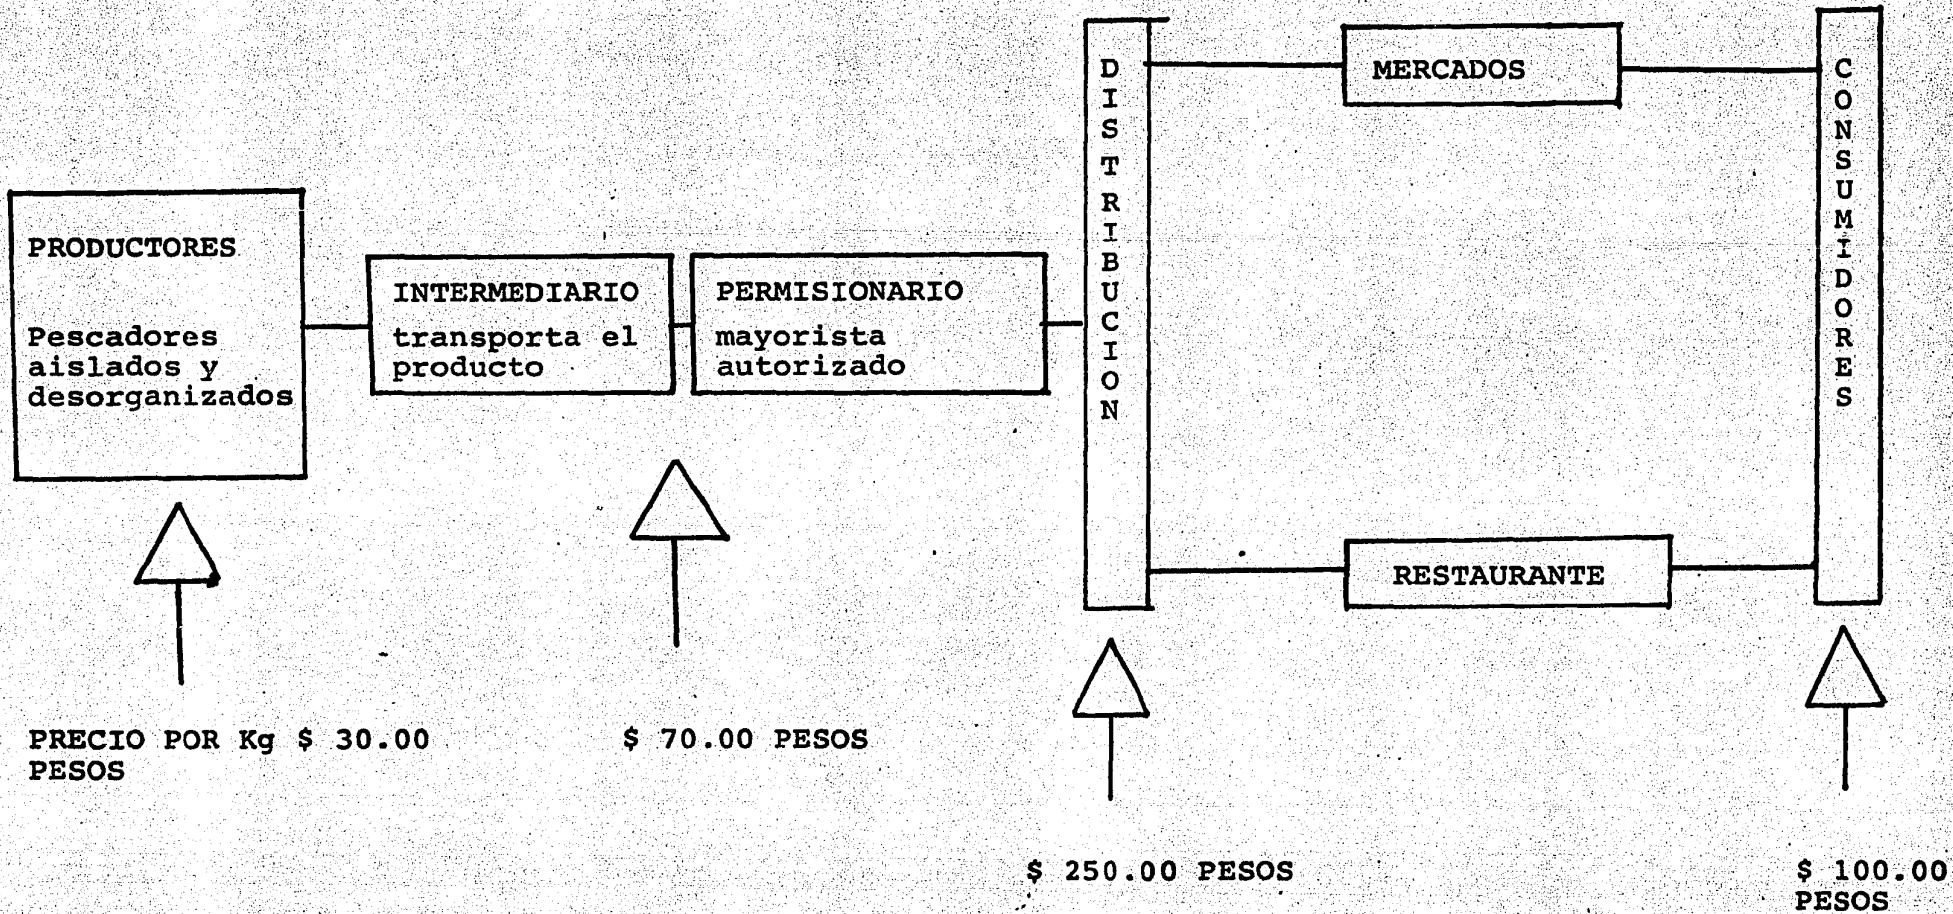 PRODUCTORES
Pescadores
aislados y
desorganizados
INTERMEDIARIO
transporta el
producto
PERMISIONARIO
mayorista
autorizado
DISTRIBUCION
MERCADOS
RESTAURANTE
CONSUMIDORES
PRECIO POR Kg $ 30.00
PESOS
$ 70.00 PESOS
$ 250.00 PESOS
$ 100.00
PESOS